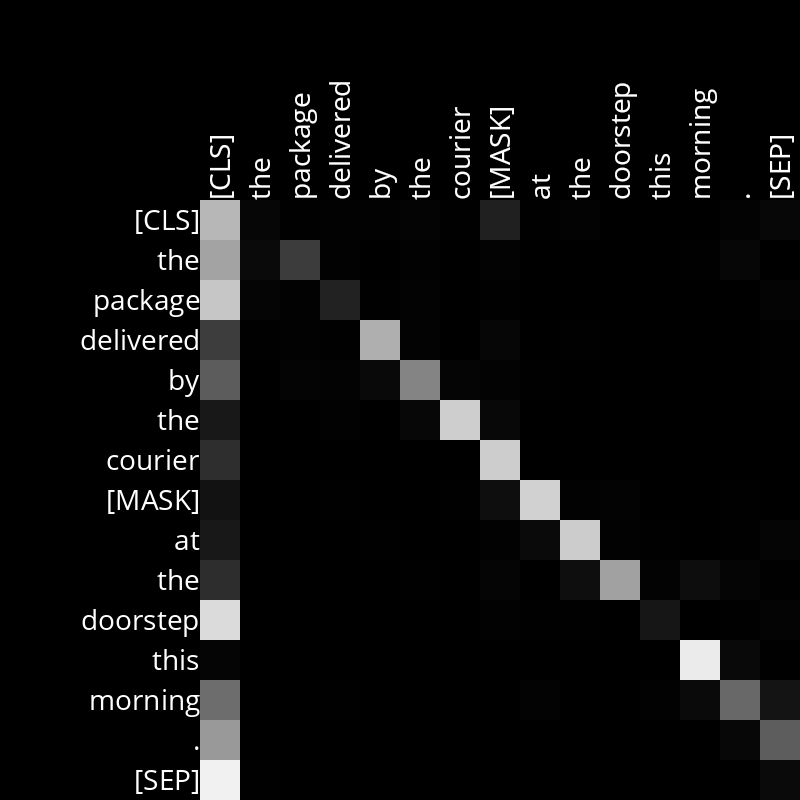 [CLS]
the
package
delivered
by
the
courier
[MASK]
at
the
doorstep
this
morning
.
[SEP]
[CLS]
the
package
delivered
by
the
courier
[MASK]
at
the
doorstep
this
morning
.
[SEP]